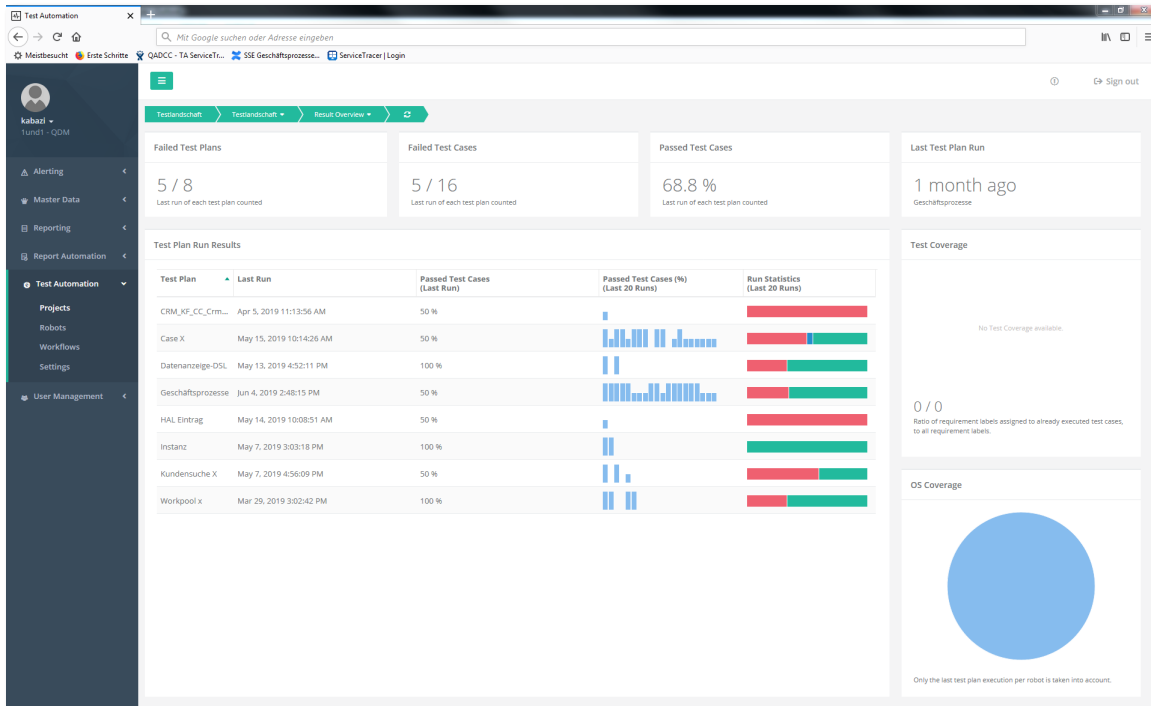 Test Automation
Mit Google suchen oder Adresse eingeben
Meistbesucht Erste Schritte QADCC - TA ServiceTr... SSE Geschäftsprozesse... ServiceTracer | Login
Sign out
kabazi
1und1 - QDM
Testlandschaft Testlandschaft Result Overview
Failed Test Plans
5 / 8
Last run of each test plan counted
Failed Test Cases
5 / 16
Last run of each test plan counted
Passed Test Cases
68.8 %
Last run of each test plan counted
Last Test Plan Run
1 month ago
Geschäftsprozesse
Alerting
Master Data
Reporting
Report Automation
Test Automation
Projects
Robots
Workflows
Settings
User Management
Test Plan Run Results
Test Plan Last Run Passed Test Cases (Last Run) Passed Test Cases (%) (Last 20 Runs) Run Statistics (Last 20 Runs)
CRM_KF_CC_Crm... Apr 5, 2019 11:13:56 AM 50 %
Case X May 15, 2019 10:14:26 AM 50 %
Datenanzeige-DSL May 13, 2019 4:52:11 PM 100 %
Geschäftsprozesse Jun 4, 2019 2:48:15 PM 50 %
HAL Eintrag May 14, 2019 10:08:51 AM 50 %
Instanz May 7, 2019 3:03:18 PM 100 %
Kundensuche X May 7, 2019 4:56:09 PM 50 %
Workpool x Mar 29, 2019 3:02:42 PM 100 %
Test Coverage
No Test Coverage available.
0 / 0
Ratio of requirement labels assigned to already executed test cases,
to all requirement labels.
OS Coverage
Only the last test plan execution per robot is taken into account.